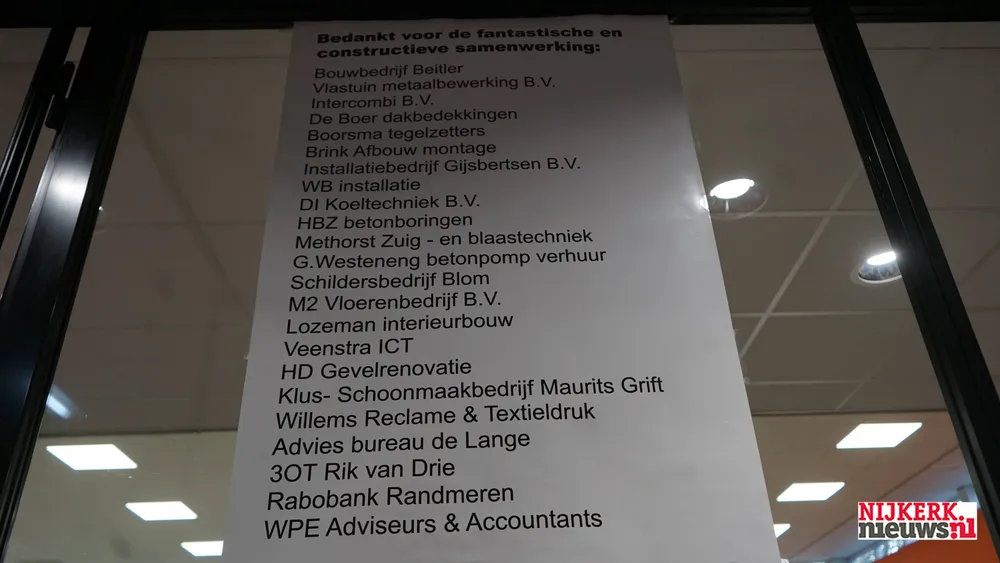 Bedankt voor de fantastische en
constructieve samenwerking:
Bouwbedrijf Beitler
Vlastuin metaalbewerking B.V.
Intercombi B.V.
De Boer dakbedekkingen
Boorsma tegelzetters
Brink Afbouw montage
Installatiebedrijf Gijsbertsen B.V.
WB installatie
DI Koeltechniek B.V.
HBZ betonboringen
Methorst Zuig - en blaastechniek
G.Westeneng betonpomp verhuur
Schildersbedrijf Blom
M2 Vloerenbedrijf B.V.
Lozeman interieurbouw
Veenstra ICT
HD Gevelrenovatie
Klus- Schoonmaakbedrijf Maurits Grift
Willems Reclame & Textieldruk
Advies bureau de Lange
3OT Rik van Drie
Rabobank Randmeren
WPE Adviseurs & Accountants
NIJKERK
nieuws.nl